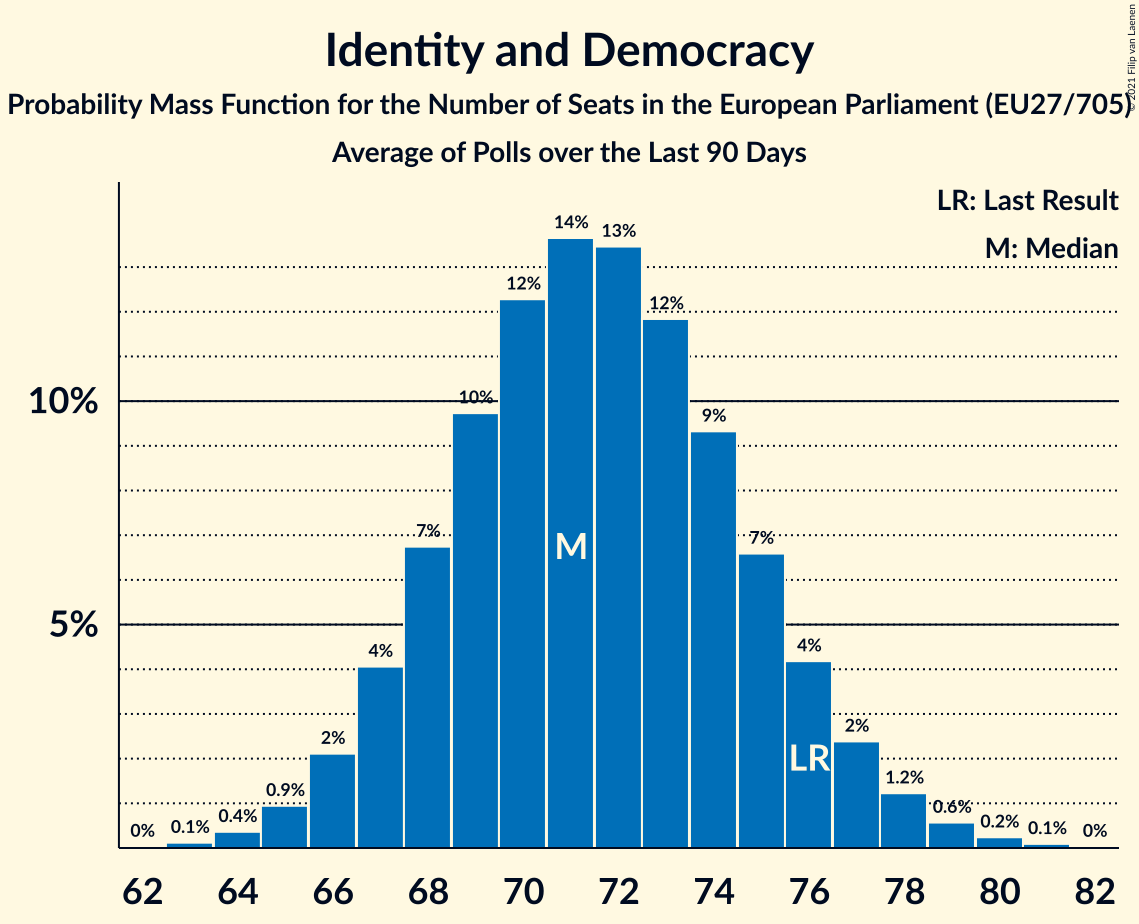 Identity and Democracy
Probability Mass Function for the Number of Seats in the European Parliament (EU27/705)
Average of Polls over the Last 90 Days
© 2021 Filip van Laenen
LR: Last Result
M: Median
10%
5%
0%
0.1%
0.4%
0.9%
2%
4%
7%
10%
12%
14%
13%
12%
9%
7%
4%
2%
1.2%
0.6%
0.2%
0.1%
0%
M
LR
62 64 66 68 70 72 74 76 78 80 82